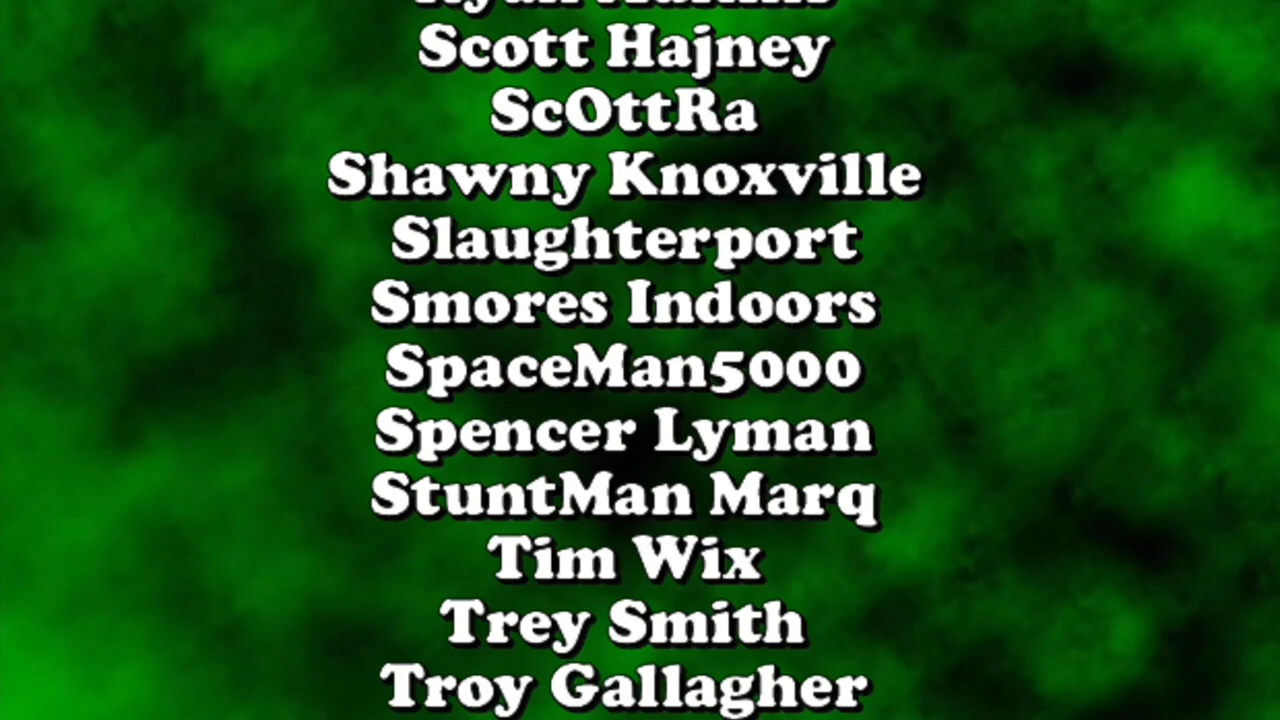 Scott Hajney
ScOttRa
Shawny Knoxville
Slaughterport
Smores Indoors
SpaceMan5000
Spencer Lyman
StuntMan Marq
Tim Wix
Trey Smith
Troy Gallagher